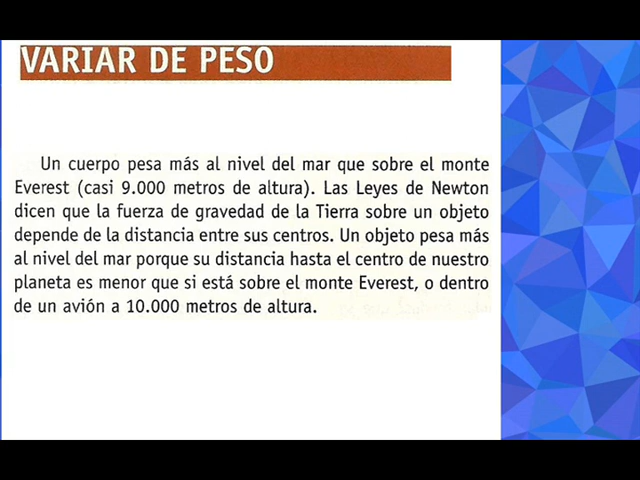 VARIAR DE PESO
Un cuerpo pesa más al nivel del mar que sobre el monte
Everest (casi 9.000 metros de altura). Las Leyes de Newton
dicen que la fuerza de gravedad de la Tierra sobre un objeto
depende de la distancia entre sus centros. Un objeto pesa más
al nivel del mar porque su distancia hasta el centro de nuestro
planeta es menor que si está sobre el monte Everest, o dentro
de un avión a 10.000 metros de altura.